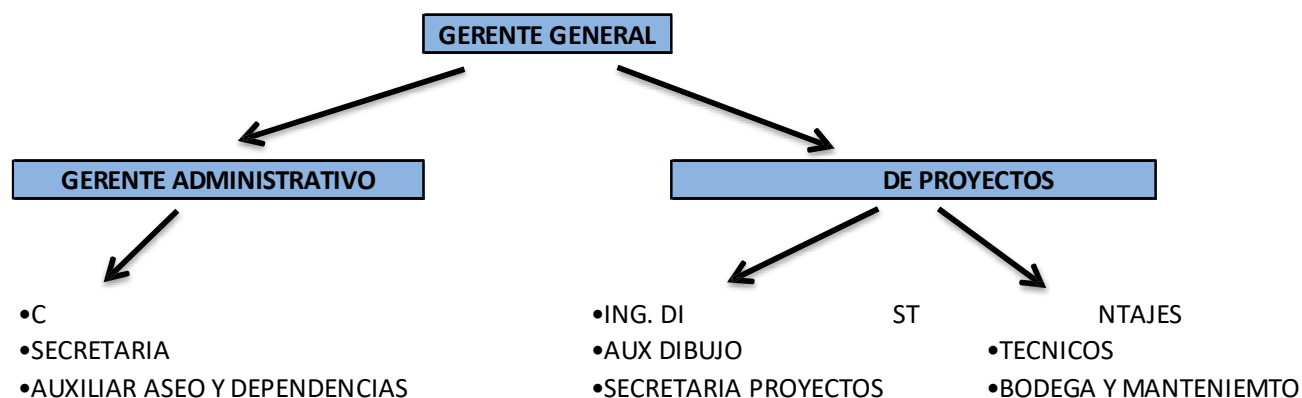 GERENTE GENERAL
GERENTE ADMINISTRATIVO
DE PROYECTOS
•C
•SECRETARIA
•AUXILIAR ASEO Y DEPENDENCIAS
•ING. DI ST NTAJES
•AUX DIBUJO
•SECRETARIA PROYECTOS
•TECNICOS
•BODEGA Y MANTENIEMTO